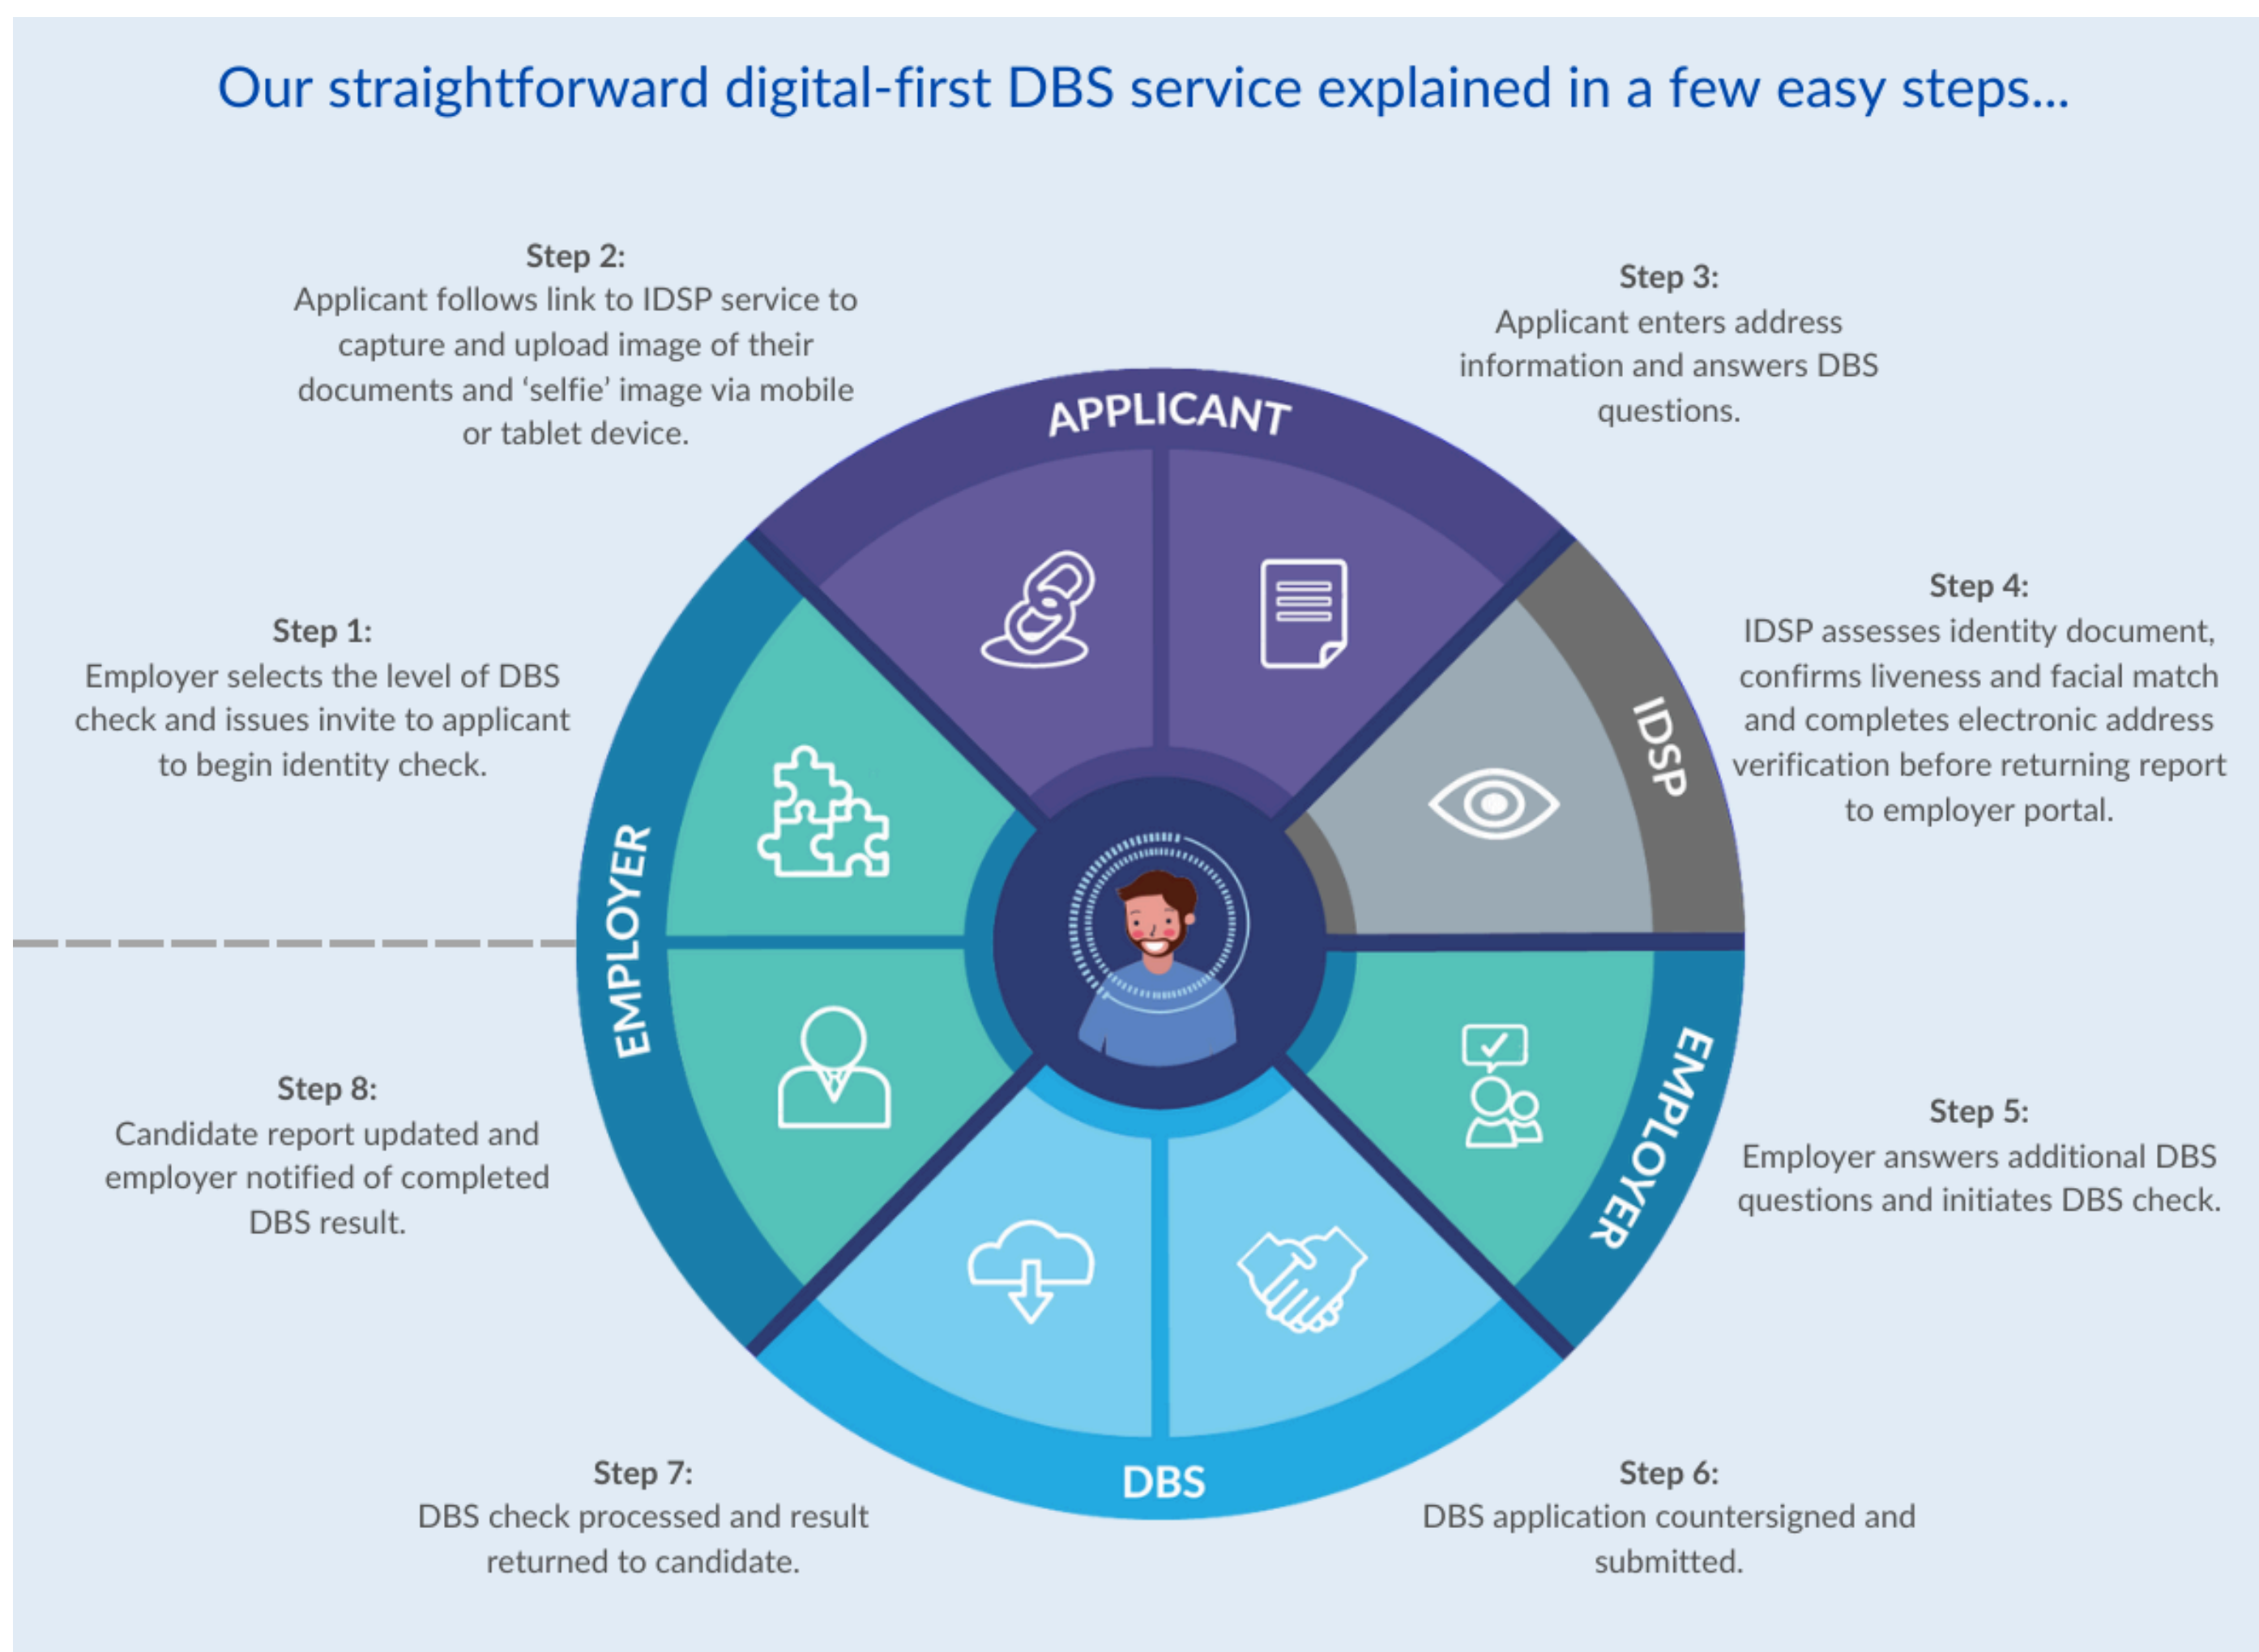 Our straightforward digital-first DBS service explained in a few easy steps...
Step 1:
Employer selects the level of DBS
check and issues invite to applicant
to begin identity check.
Step 2:
Applicant follows link to IDSP service to
capture and upload image of their
documents and ‘selfie’ image via mobile
or tablet device.
Step 3:
Applicant enters address
information and answers DBS
questions.
Step 4:
IDSP assesses identity document,
confirms liveness and facial match
and completes electronic address
verification before returning report
to employer portal.
Step 5:
Employer answers additional DBS
questions and initiates DBS check.
Step 6:
DBS application countersigned and
submitted.
Step 7:
DBS check processed and result
returned to candidate.
Step 8:
Candidate report updated and
employer notified of completed
DBS result.
APPLICANT
IDSP
EMPLOYER
DBS
EMPLOYER